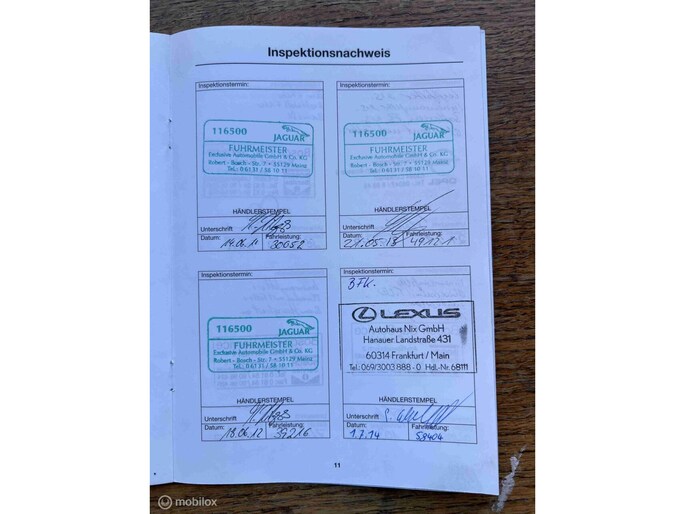 Inspektionsnachweis
Inspektionstermin:
116500 JAGUAR
FUHRMEISTER
Exclusive Automobile GmbH & Co. KG
Robert - Bosch - Str. 7 • 55129 Mainz
Tel.: 0 61 31 / 58 10 11
HÄNDLERSTEMPEL
Unterschrift
Datum: Fahrleistung:
30052
Inspektionstermin:
116500 JAGUAR
FUHRMEISTER
Exclusive Automobile GmbH & Co. KG
Robert - Bosch - Str. 7 • 55129 Mainz
Tel.: 0 61 31 / 58 10 11
HÄNDLERSTEMPEL
Unterschrift
Datum: Fahrleistung:
21.05.13 49121
Inspektionstermin:
116500 JAGUAR
FUHRMEISTER
Exclusive Automobile GmbH & Co. KG
Robert - Bosch - Str. 7 • 55129 Mainz
Tel.: 0 61 31 / 58 10 11
HÄNDLERSTEMPEL
Unterschrift
Datum: Fahrleistung:
18.06.12 39216
Inspektionstermin:
BFK.
LEXUS
Autohaus Nix GmbH
Hanauer Landstraße 431
60314 Frankfurt / Main
Tel.: 069/3003 888 - 0 Hdl.-Nr. 68111
HÄNDLERSTEMPEL
Unterschrift
Datum: Fahrleistung:
1.7.14 58404
11
mobilox